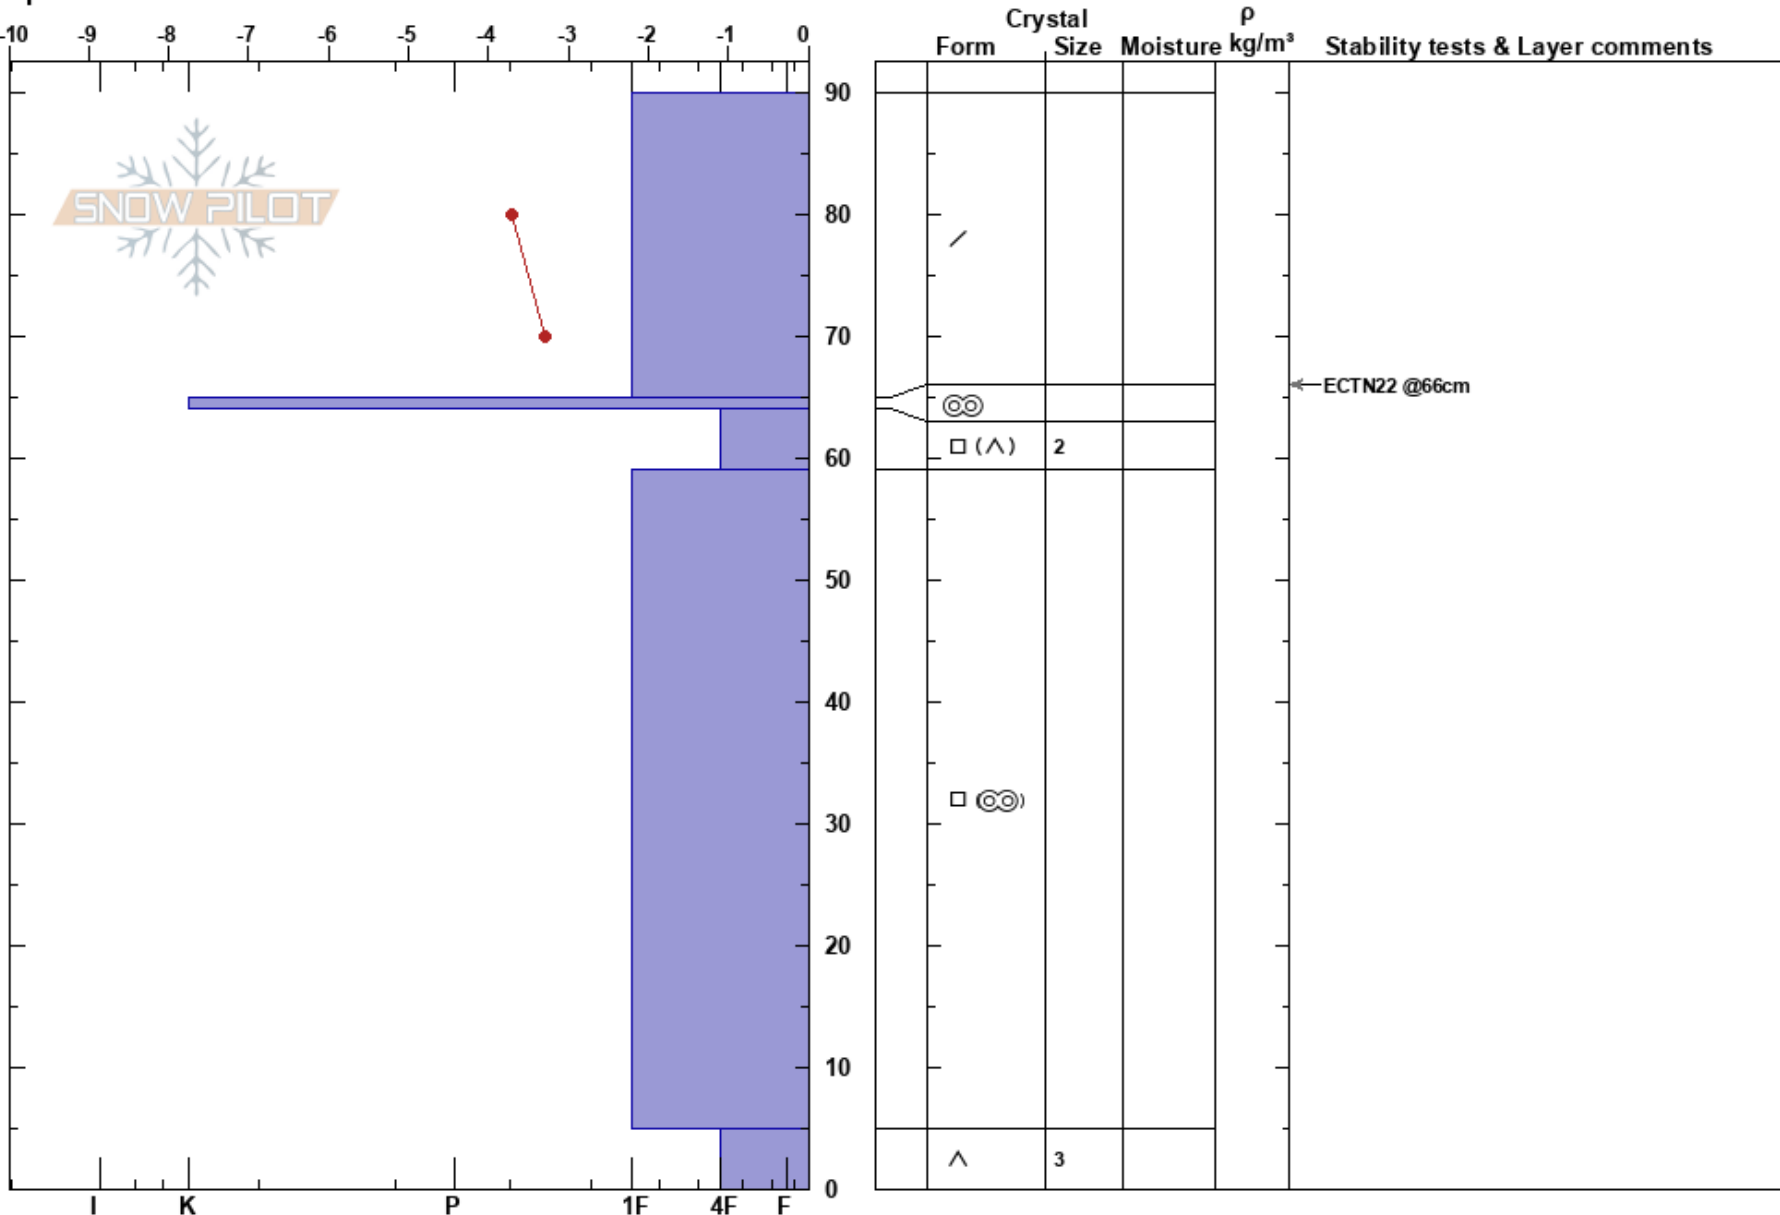 Crystal ρ
-10 -9 -8 -7 -6 -5 -4 -3 -2 -1 0 Form Size Moisture kg/m³ Stability tests & Layer comments
90
SNOW PILOT
80
70
ECTN22 @66cm
60 2
50
40
30
20
10
3
0
I K P 1F 4F F